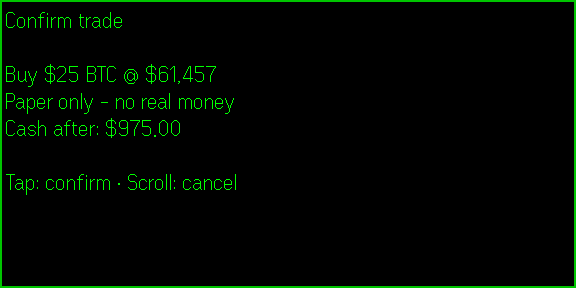 Confirm trade
Buy $25 BTC @ $61,457
Paper only - no real money
Cash after: $975.00
Tap: confirm · Scroll: cancel